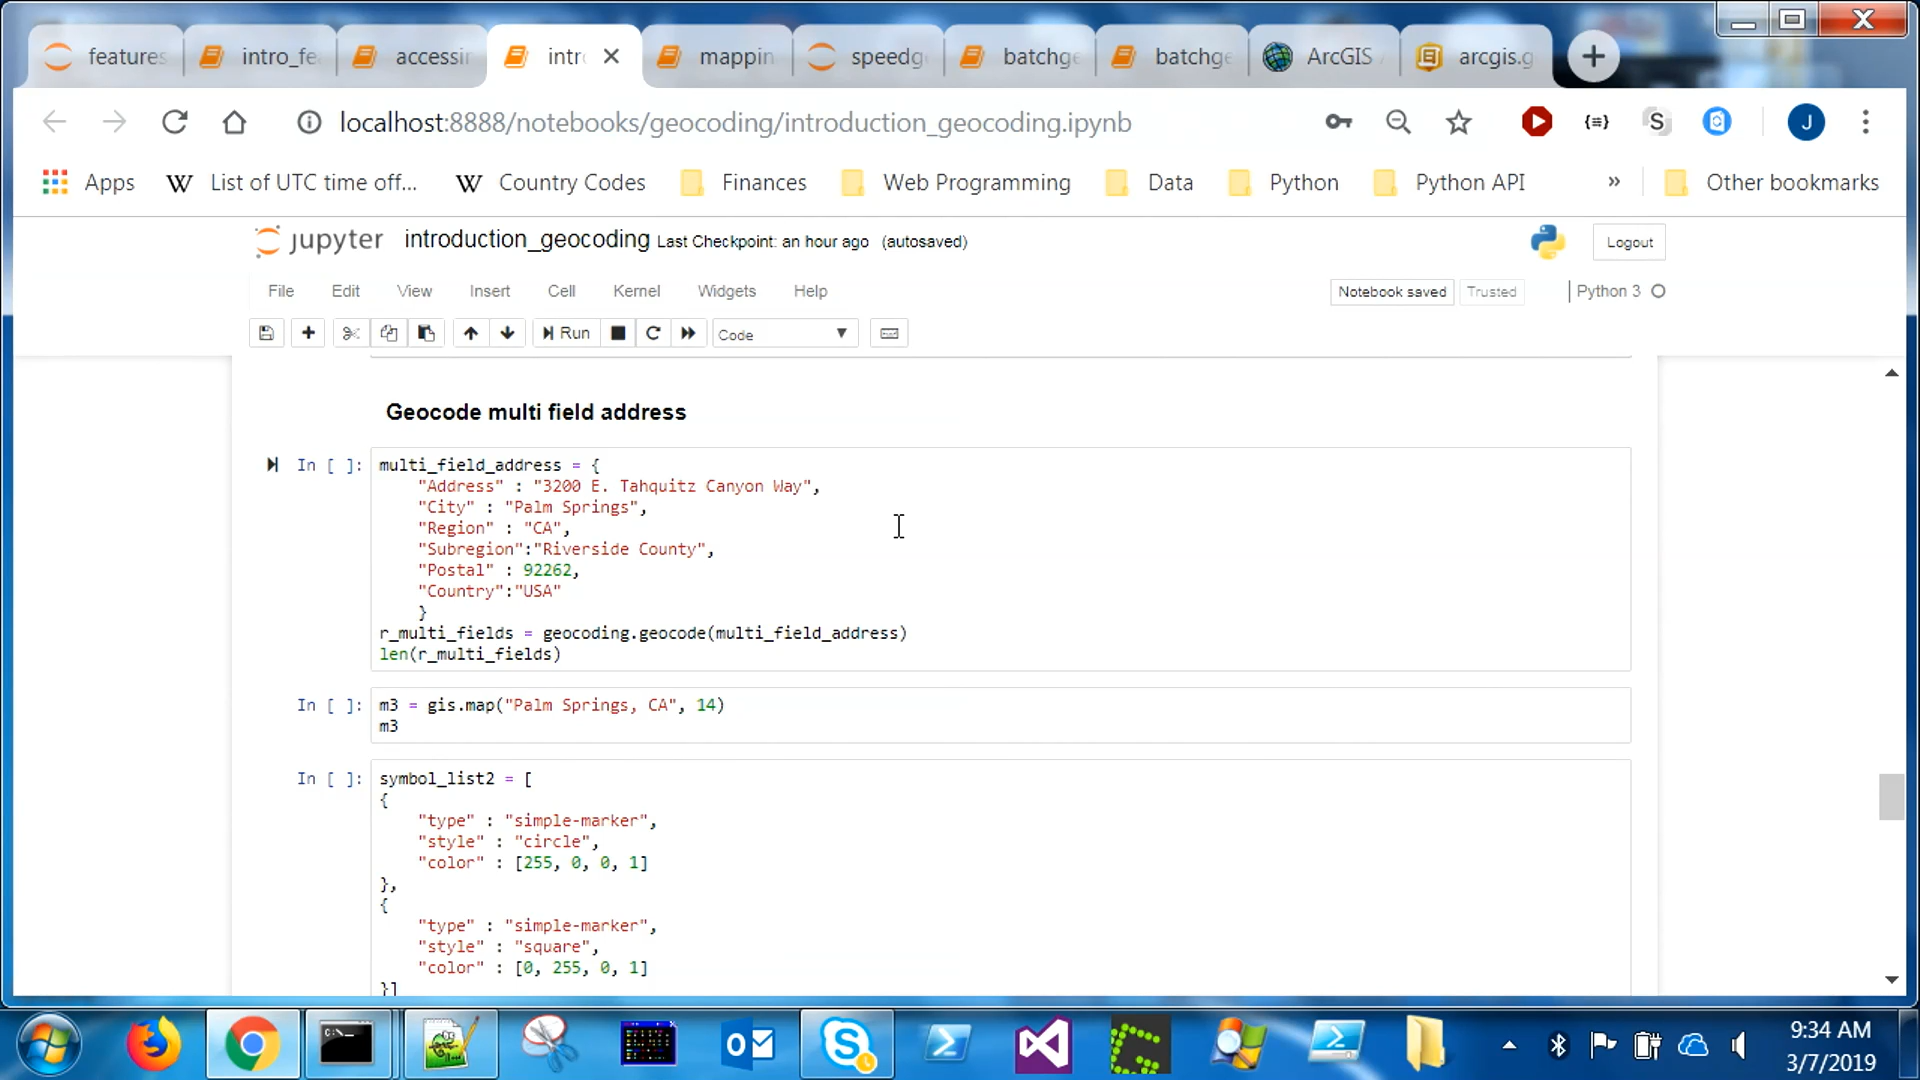 features
intro_fe
accessin
intr
mappin
speedg
batchge
batchge
ArcGIS
arcgis.g
localhost:8888/notebooks/geocoding/introduction_geocoding.ipynb
J
Apps
List of UTC time off...
Country Codes
Finances
Web Programming
Data
Python
Python API
»
Other bookmarks
jupyter introduction_geocoding Last Checkpoint: an hour ago (autosaved)
Logout
File Edit View Insert Cell Kernel Widgets Help
Notebook saved Trusted Python 3
Run Code
Geocode multi field address
In [ ]: multi_field_address = {
"Address" : "3200 E. Tahquitz Canyon Way",
"City" : "Palm Springs",
"Region" : "CA",
"Subregion":"Riverside County",
"Postal" : 92262,
"Country":"USA"
}
r_multi_fields = geocoding.geocode(multi_field_address)
len(r_multi_fields)
In [ ]: m3 = gis.map("Palm Springs, CA", 14)
m3
In [ ]: symbol_list2 = [
{
"type" : "simple-marker",
"style" : "circle",
"color" : [255, 0, 0, 1]
},
{
"type" : "simple-marker",
"style" : "square",
"color" : [0, 255, 0, 1]
}]
9:34 AM
3/7/2019